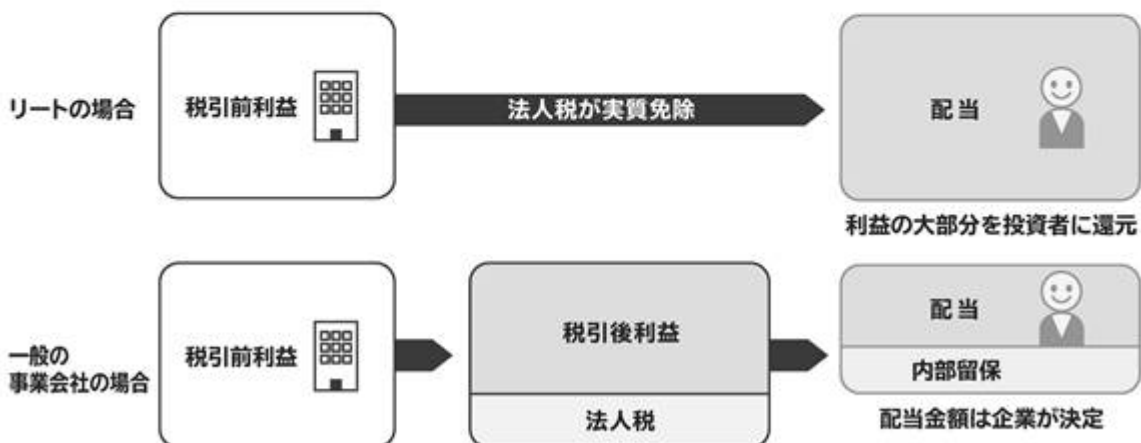 リートの場合
税引前利益
法人税が実質免除
配当
利益の大部分を投資者に還元
一般の
事業会社の場合
税引前利益
税引後利益
法人税
配当
内部留保
配当金額は企業が決定